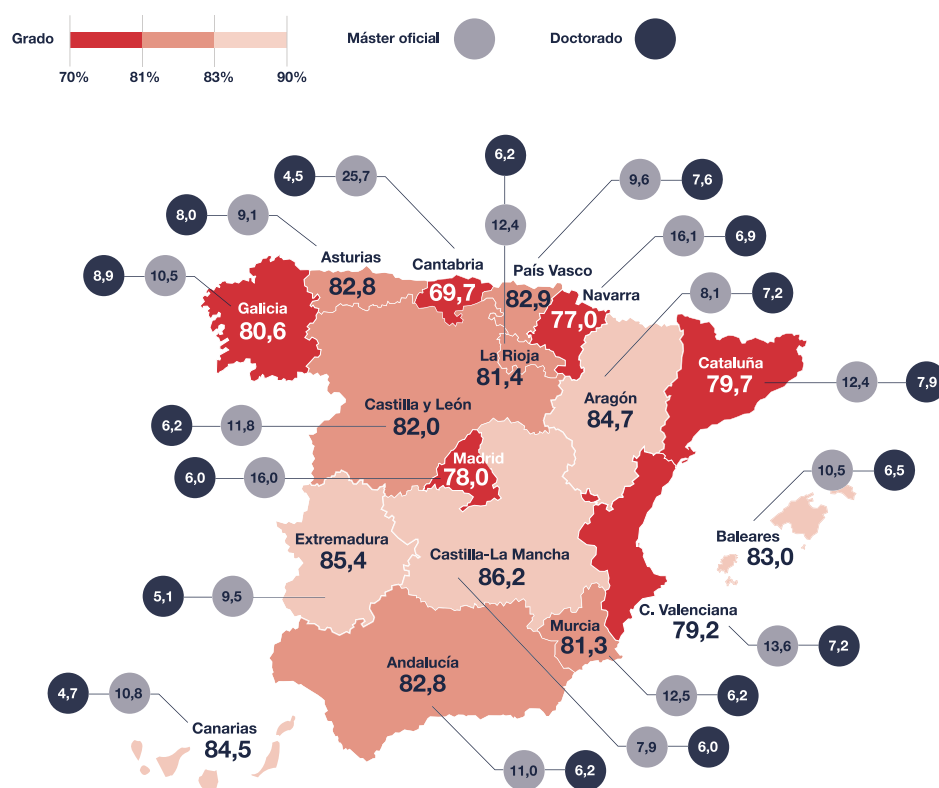 Grado
70% 81% 83% 90%
Máster oficial
Doctorado
6,2
4,5 25,7
9,6 7,6
8,0 9,1
12,4
16,1 6,9
Asturias
82,8
Cantabria
69,7
País Vasco
82,9
Navarra
77,0
8,9 10,5
8,1 7,2
Galicia
80,6
La Rioja
81,4
Cataluña
79,7
12,4 7,9
Aragón
84,7
Castilla y León
82,0
6,2 11,8
Madrid
78,0
6,0 16,0
10,5 6,5
Baleares
83,0
Extremadura
85,4
Castilla-La Mancha
86,2
5,1 9,5
C. Valenciana
79,2
13,6 7,2
Murcia
81,3
Andalucía
82,8
12,5 6,2
4,7 10,8
Canarias
84,5
7,9 6,0
11,0 6,2